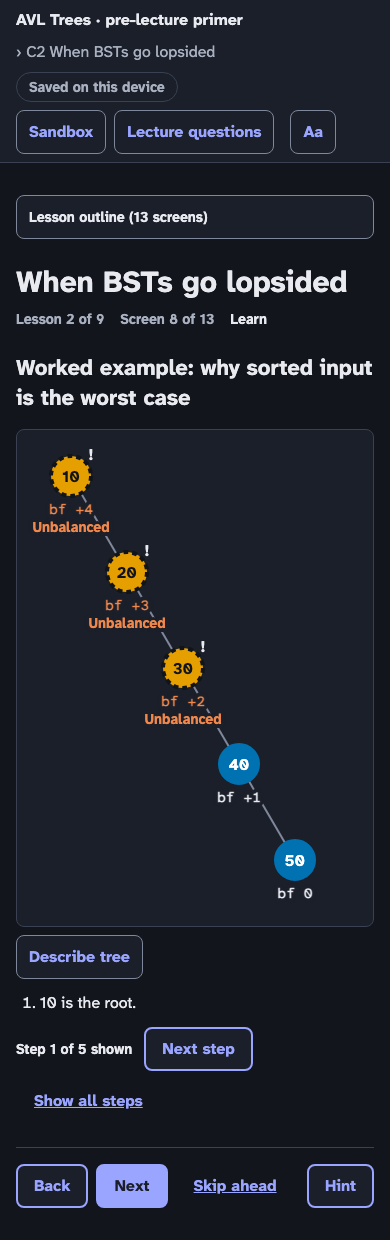 AVL Trees · pre-lecture primer
› C2 When BSTs go lopsided
Saved on this device
Sandbox
Lecture questions
Aa
Lesson outline (13 screens)
When BSTs go lopsided
Lesson 2 of 9 Screen 8 of 13 Learn
Worked example: why sorted input
is the worst case
!
10
bf +4
Unbalanced
!
20
bf +3
Unbalanced
!
30
bf +2
Unbalanced
40
bf +1
50
bf 0
Describe tree
1. 10 is the root.
Step 1 of 5 shown
Next step
Show all steps
Back
Next
Skip ahead
Hint